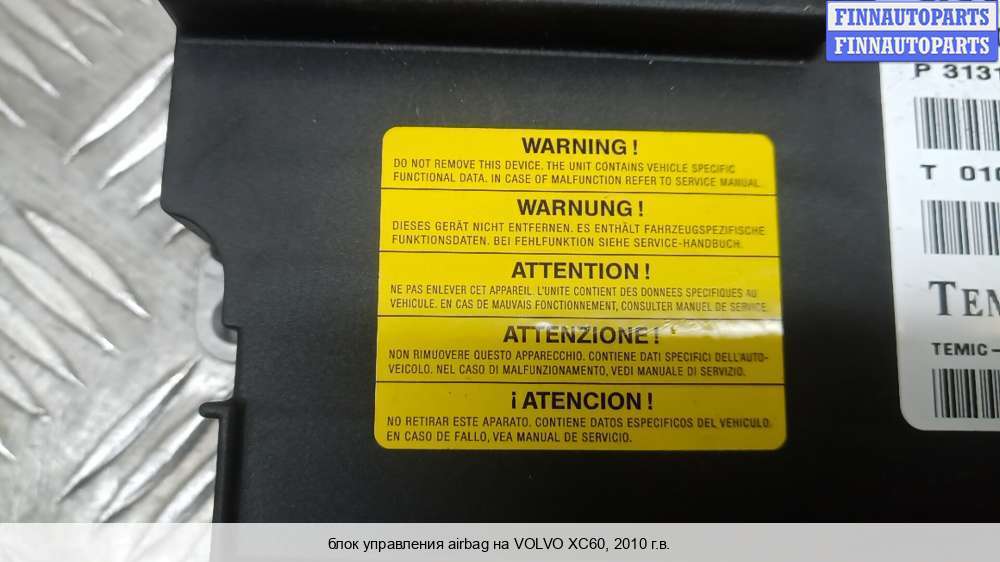 FINNAUTOPARTS
FINNAUTOPARTS
P 3131
T 010
TEM
TEMIC-
WARNING !
DO NOT REMOVE THIS DEVICE. THE UNIT CONTAINS VEHICLE SPECIFIC
FUNCTIONAL DATA. IN CASE OF MALFUNCTION REFER TO SERVICE MANUAL.
WARNUNG !
DIESES GERÄT NICHT ENTFERNEN. ES ENTHÄLT FAHRZEUGSPEZIFISCHE
FUNKTIONSDATEN. BEI FEHLFUNKTION SIEHE SERVICE-HANDBUCH.
ATTENTION !
NE PAS ENLEVER CET APPAREIL. L'UNITE CONTIENT DES DONNEES SPECIFIQUES AU
VEHICULE. EN CAS DE MAUVAIS FONCTIONNEMENT, CONSULTER MANUEL DE SERVICE.
ATTENZIONE !
NON RIMUOVERE QUESTO APPARECCHIO. CONTIENE DATI SPECIFICI DELL'AUTO-
VEICOLO. NEL CASO DI MALFUNZIONAMENTO, VEDI MANUALE DI SERVIZIO.
¡ ATENCION !
NO RETIRAR ESTE APARATO. CONTIENE DATOS ESPECIFICOS DEL VEHICULO.
EN CASO DE FALLO, VEA MANUAL DE SERVICIO.
блок управления airbag на VOLVO XC60, 2010 г.в.